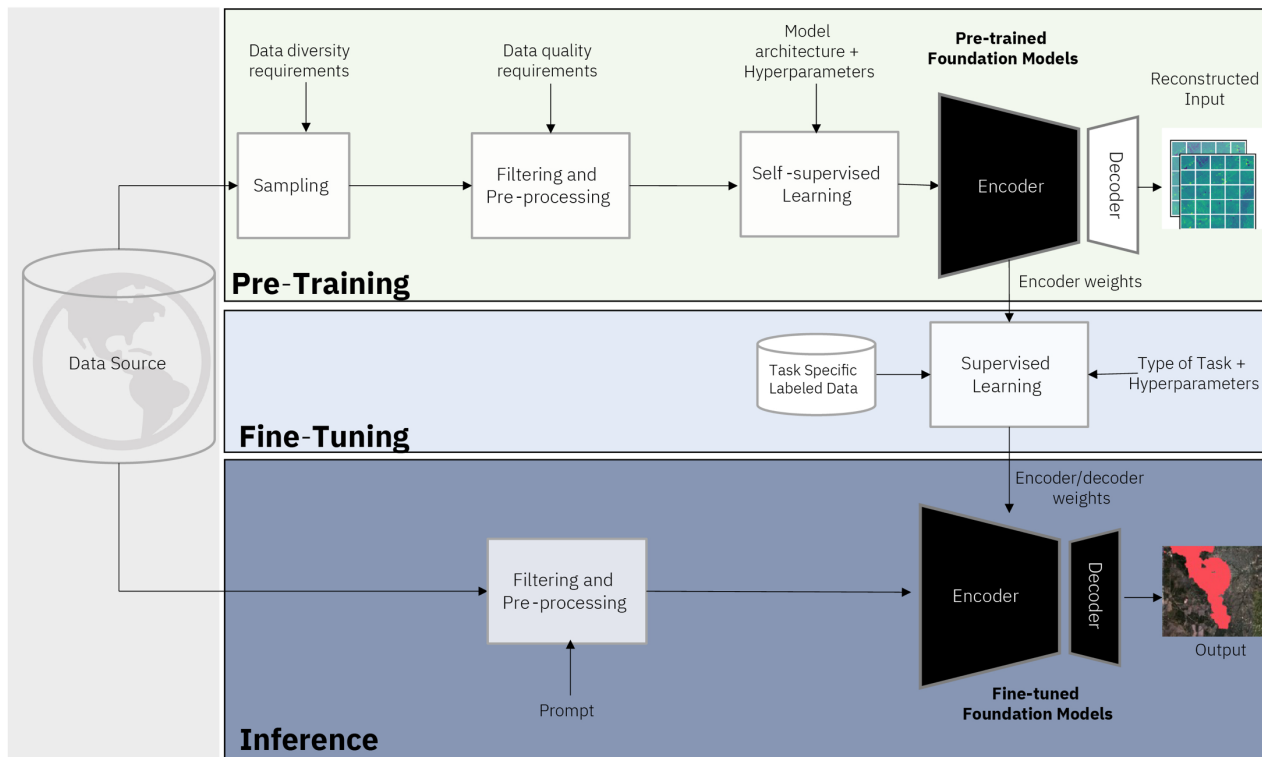 Data diversity
requirements
Data quality
requirements
Model
architecture +
Hyperparameters
Pre-trained
Foundation Models
Reconstructed
Input
Sampling
Filtering and
Pre-processing
Self-supervised
Learning
Encoder
Decoder
Pre-Training
Encoder weights
Data Source
Task Specific
Labeled Data
Supervised
Learning
Type of Task +
Hyperparameters
Fine-Tuning
Encoder/decoder
weights
Filtering and
Pre-processing
Encoder
Decoder
Output
Prompt
Fine-tuned
Foundation Models
Inference